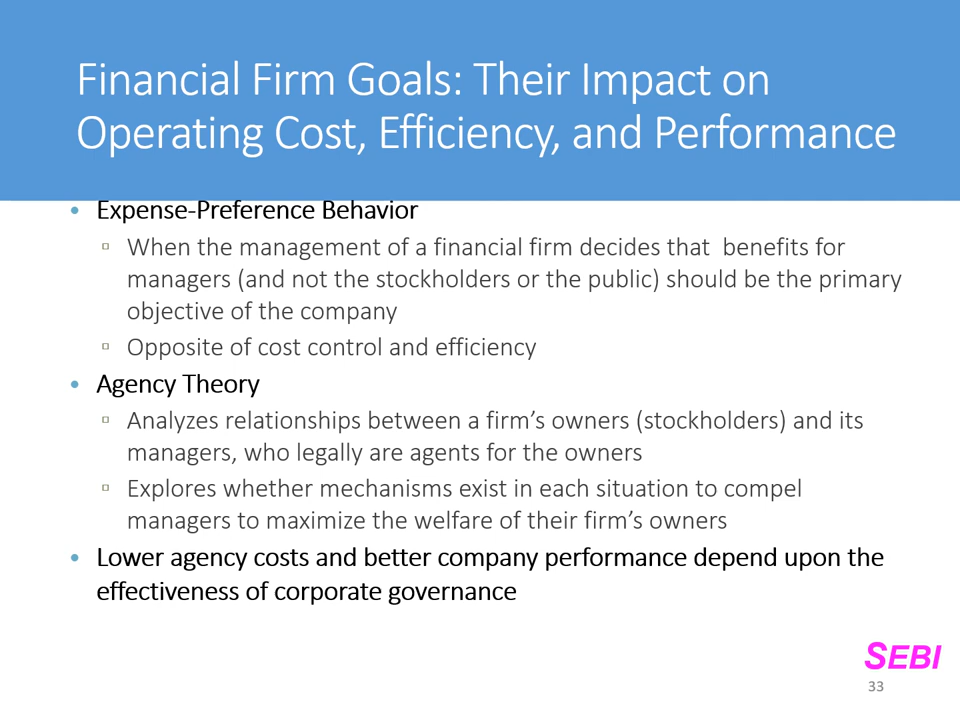 Financial Firm Goals: Their Impact on
Operating Cost, Efficiency, and Performance
• Expense-Preference Behavior
▫ When the management of a financial firm decides that  benefits for
managers (and not the stockholders or the public) should be the primary
objective of the company
▫ Opposite of cost control and efficiency
• Agency Theory
▫ Analyzes relationships between a firm’s owners (stockholders) and its
managers, who legally are agents for the owners
▫ Explores whether mechanisms exist in each situation to compel
managers to maximize the welfare of their firm’s owners
• Lower agency costs and better company performance depend upon the
effectiveness of corporate governance
SEBI
33